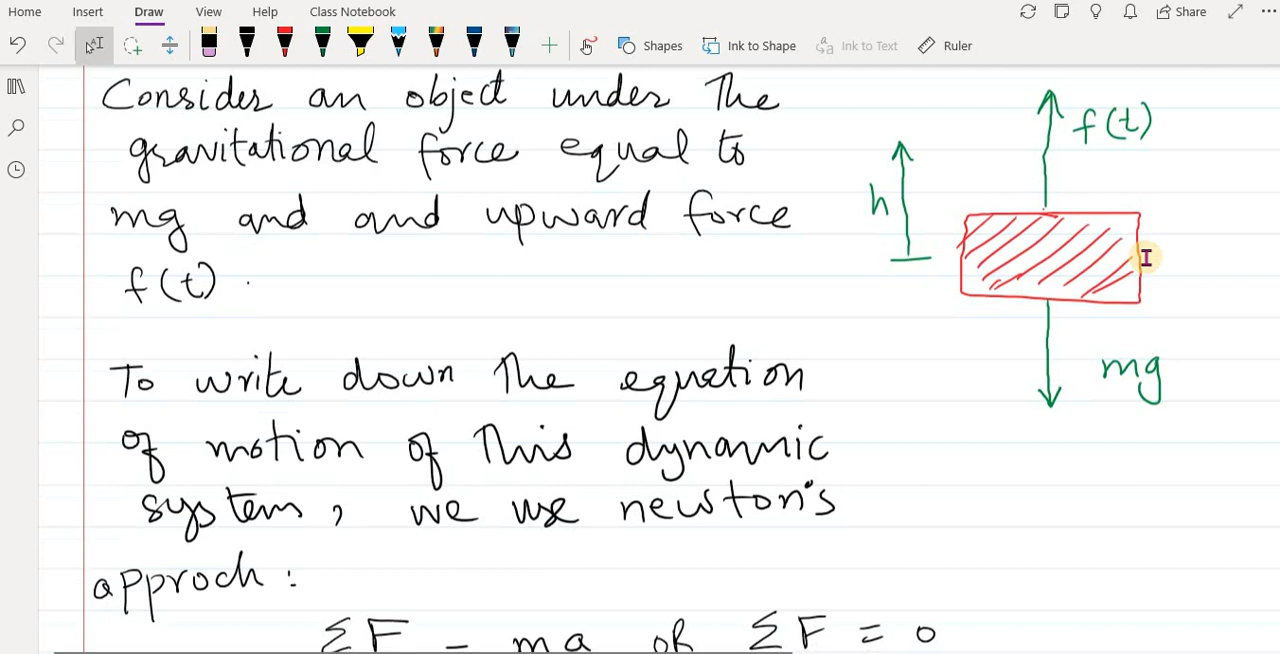 Home Insert Draw View Help Class Notebook Share
Shapes Ink to Shape Ink to Text Ruler
Consider an object under the
gravitational force equal to
mg and and upward force
f(t).
f(t)
h
mg
To write down the equation
of motion of this dynamic
system, we use newton's
approch:
ΣF = ma or ΣF = 0